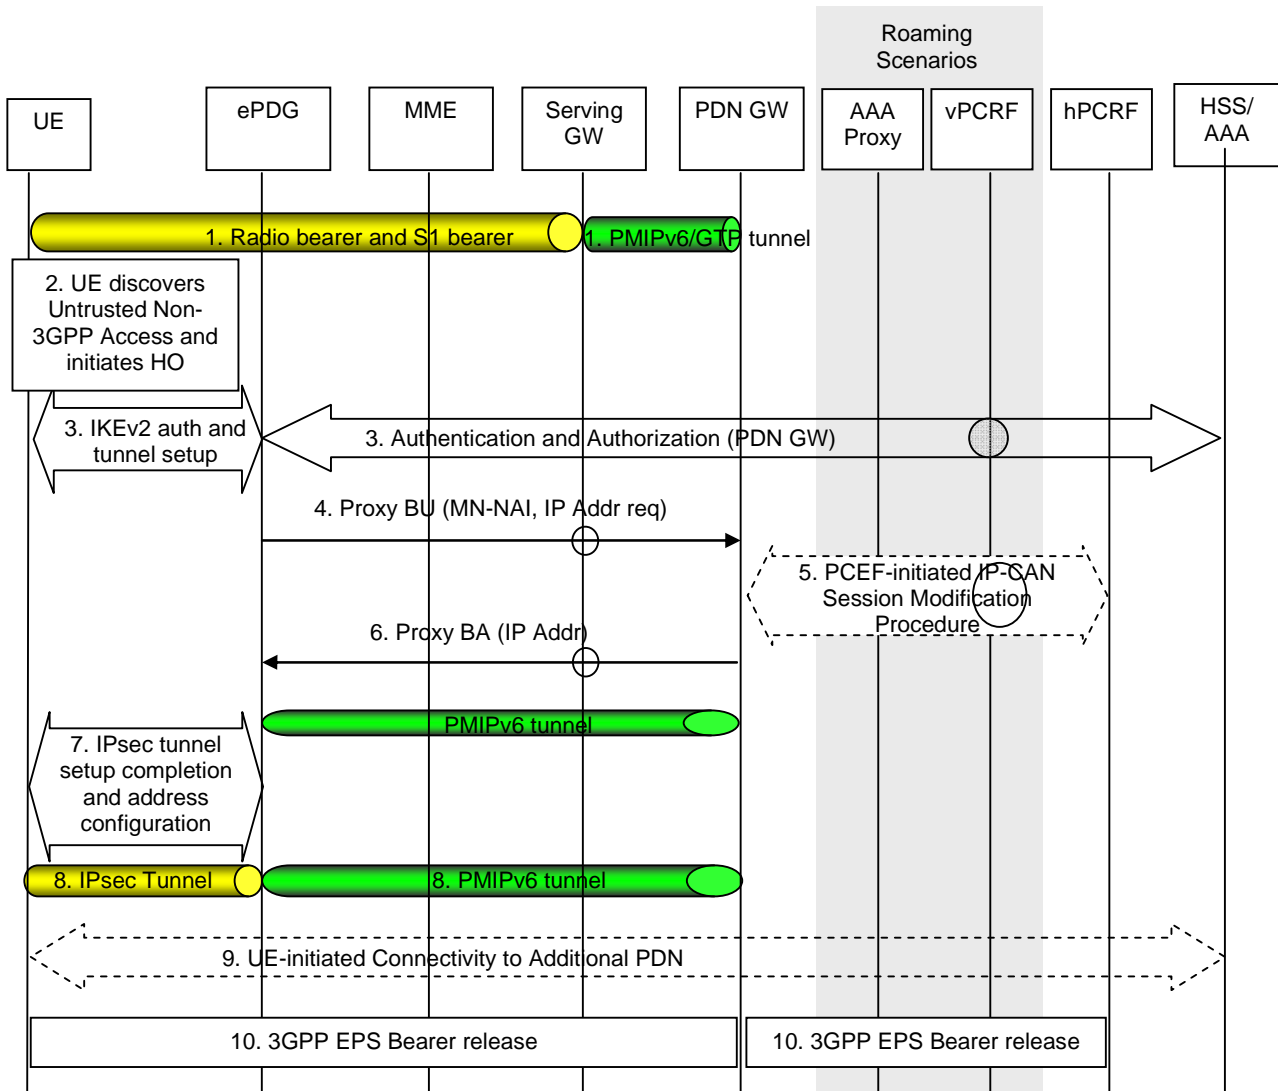 Roaming
Scenarios
UE
ePDG
MME
Serving
GW
PDN GW
AAA
Proxy
vPCRF
hPCRF
HSS/
AAA
1. Radio bearer and S1 bearer
1. PMIPv6/GTP tunnel
2. UE discovers
Untrusted Non-
3GPP Access and
initiates HO
3. IKEv2 auth and
tunnel setup
3. Authentication and Authorization (PDN GW)
4. Proxy BU (MN-NAI, IP Addr req)
5. PCEF-initiated IP-CAN
Session Modification
Procedure
6. Proxy BA (IP Addr)
PMIPv6 tunnel
7. IPsec tunnel
setup completion
and address
configuration
8. IPsec Tunnel
8. PMIPv6 tunnel
9. UE-initiated Connectivity to Additional PDN
10. 3GPP EPS Bearer release
10. 3GPP EPS Bearer release